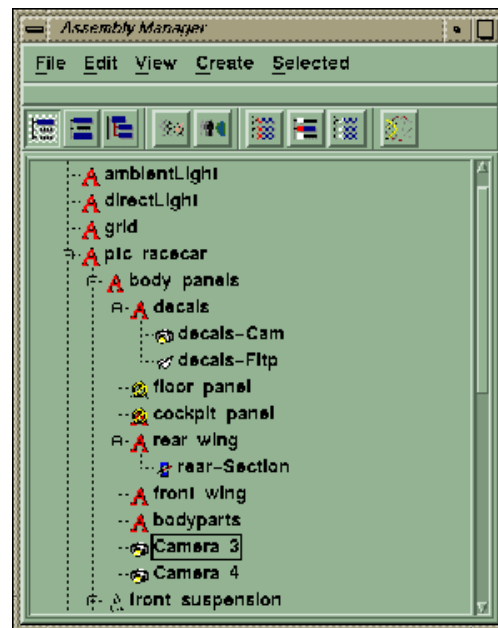 Assembly Manager
File Edit View Create Selected
ambientLight
directLight
grid
pic racecar
body panels
decals
decals-Cam
decals-Fltp
floor panel
cockpit panel
rear wing
rear-Section
front wing
bodyparts
Camera 3
Camera 4
front suspension